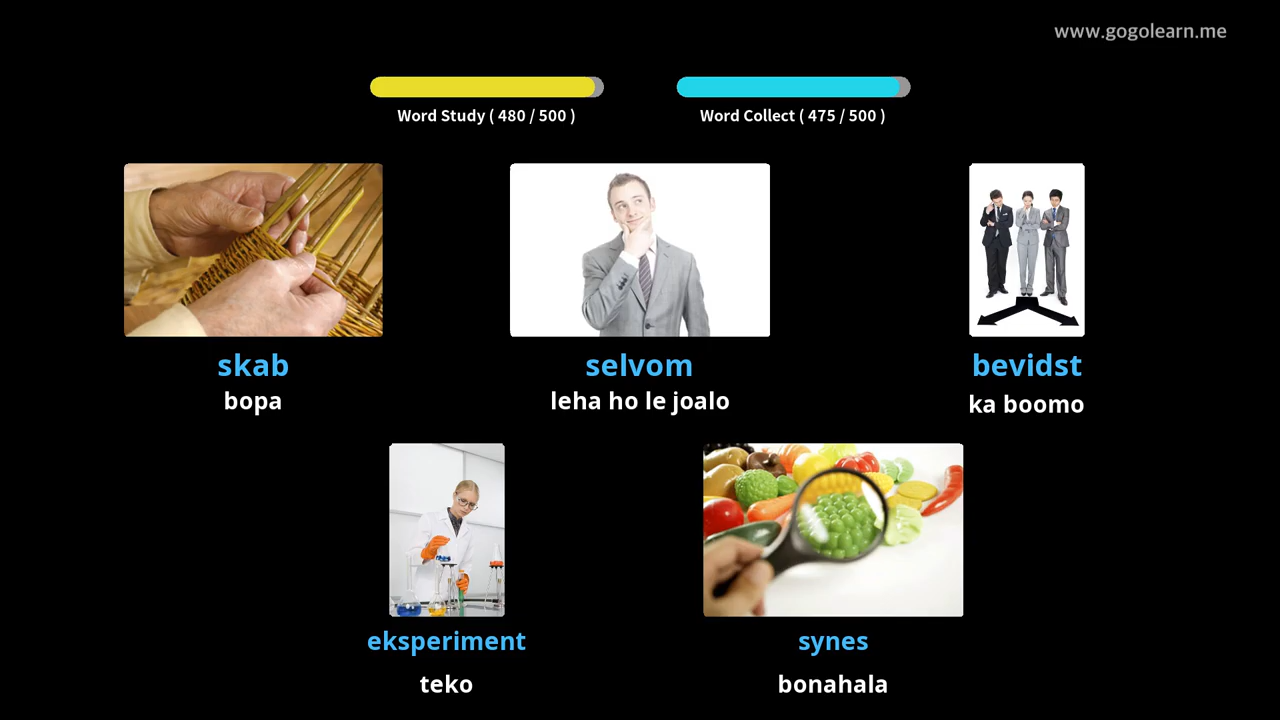 www.gogolearn.me
Word Study ( 480 / 500 )
Word Collect ( 475 / 500 )
skab
bopa
selvom
leha ho le joalo
bevidst
ka boomo
eksperiment
teko
synes
bonahala